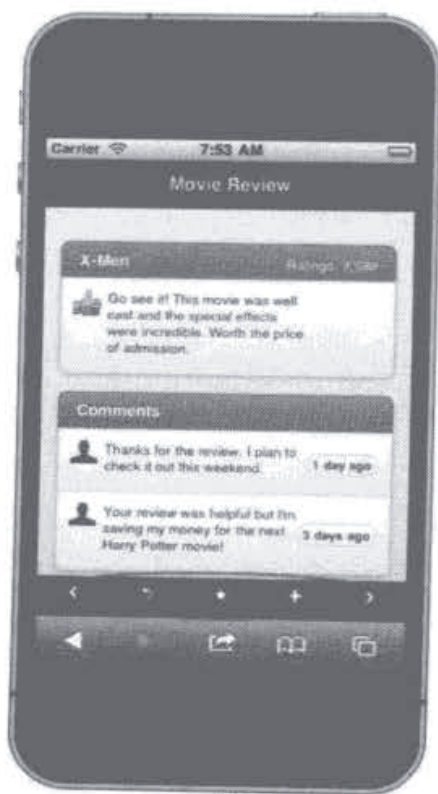 Carrier 7:53 AM
Movie Review
X-Men Ratings:
Go see it! This movie was well
cast and the special effects
were incredible. Worth the price
of admission.
Comments
Thanks for the review. I plan to
check it out this weekend. 1 day ago
Your review was helpful but I'm
saving my money for the next 3 days ago
Harry Potter movie!